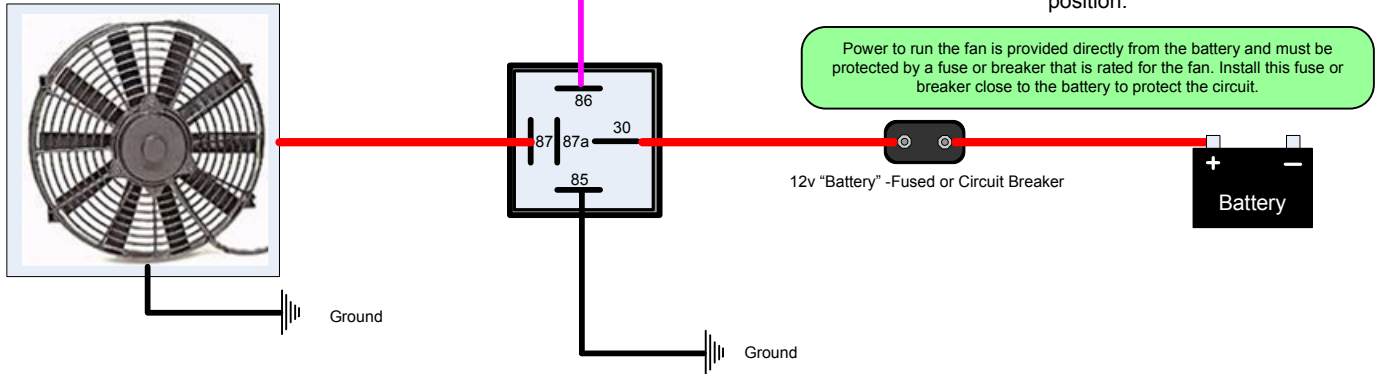 position.
Power to run the fan is provided directly from the battery and must be
protected by a fuse or breaker that is rated for the fan. Install this fuse or
breaker close to the battery to protect the circuit.
86
87 87a 30
85
12v “Battery” -Fused or Circuit Breaker
+ −
Battery
Ground
Ground